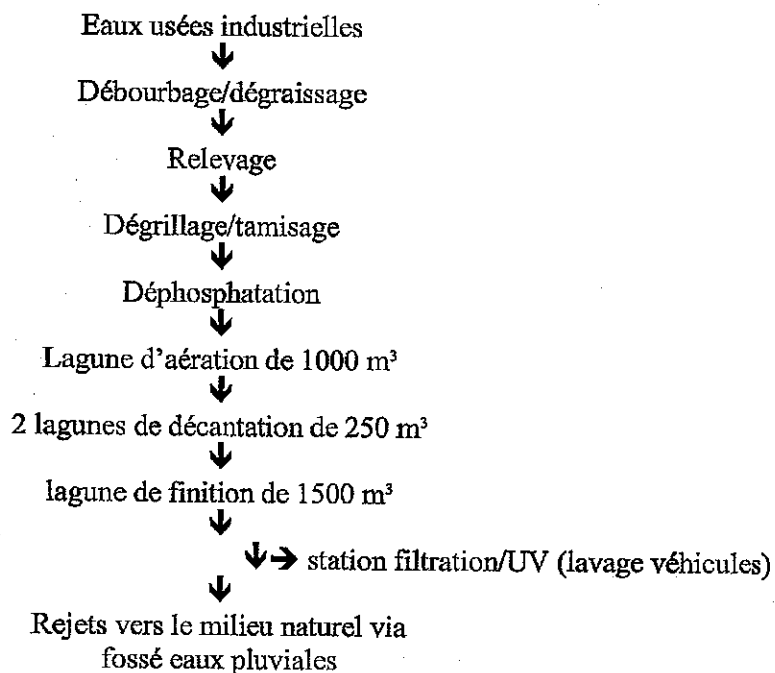 Eaux usées industrielles
Débourbage/dégraissage
Relevage
Dégrillage/tamisage
Déphosphatation
Lagune d'aération de 1000 m³
2 lagunes de décantation de 250 m³
lagune de finition de 1500 m³
station filtration/UV (lavage véhicules)
Rejets vers le milieu naturel via
fossé eaux pluviales